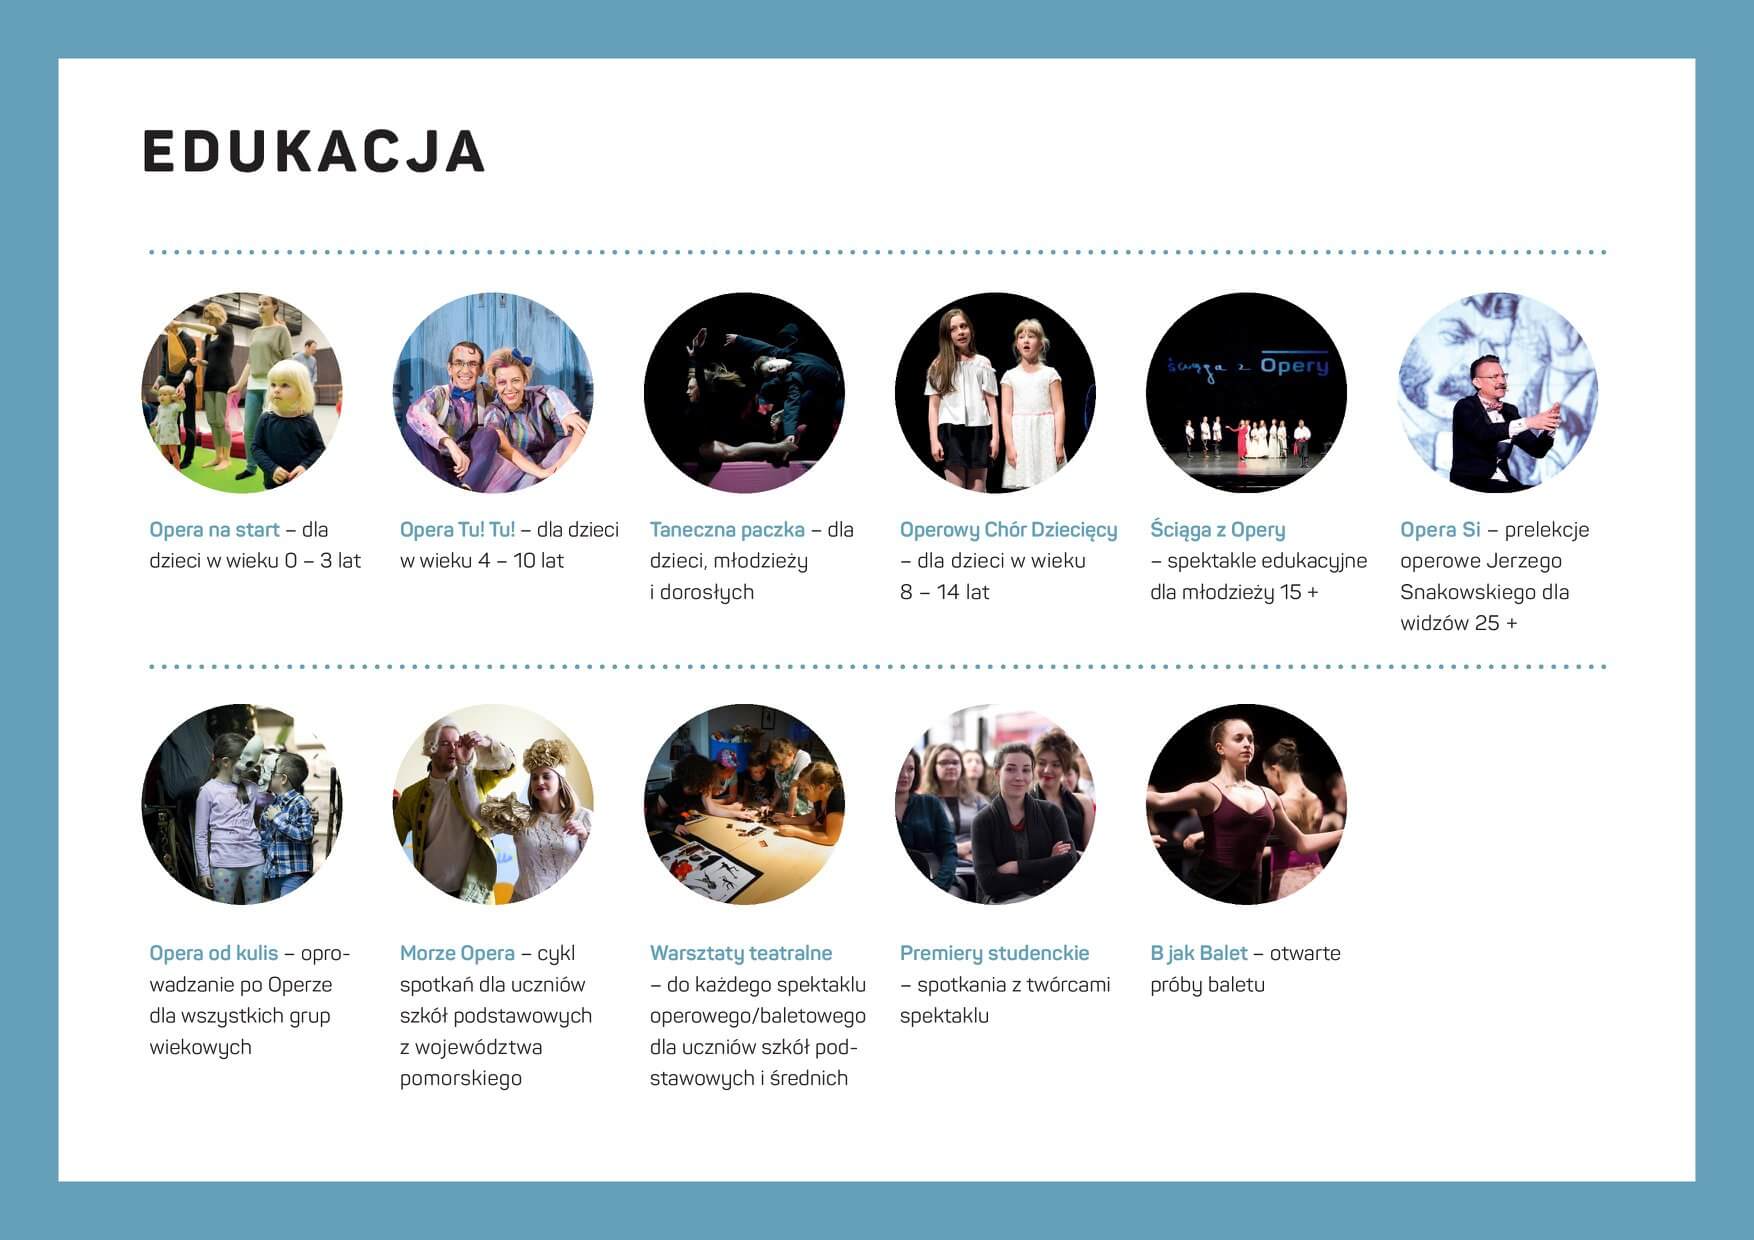 EDUKACJA
ściąga z Opery
Opera na start – dla
dzieci w wieku 0 – 3 lat
Opera Tu! Tu! – dla dzieci
w wieku 4 – 10 lat
Taneczna paczka – dla
dzieci, młodzieży
i dorosłych
Operowy Chór Dziecięcy
– dla dzieci w wieku
8 – 14 lat
Ściąga z Opery
– spektakle edukacyjne
dla młodzieży 15 +
Opera Si – prelekcje
operowe Jerzego
Snakowskiego dla
widzów 25 +
Opera od kulis – opro-
wadzanie po Operze
dla wszystkich grup
wiekowych
Morze Opera – cykl
spotkań dla uczniów
szkół podstawowych
z województwa
pomorskiego
Warsztaty teatralne
– do każdego spektaklu
operowego/baletowego
dla uczniów szkół pod-
stawowych i średnich
Premiery studenckie
– spotkania z twórcami
spektaklu
B jak Balet – otwarte
próby baletu